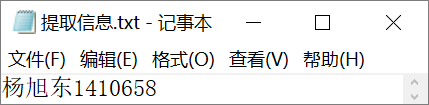 提取信息.txt - 记事本
文件(F) 编辑(E) 格式(O) 查看(V) 帮助(H)
杨旭东1410658